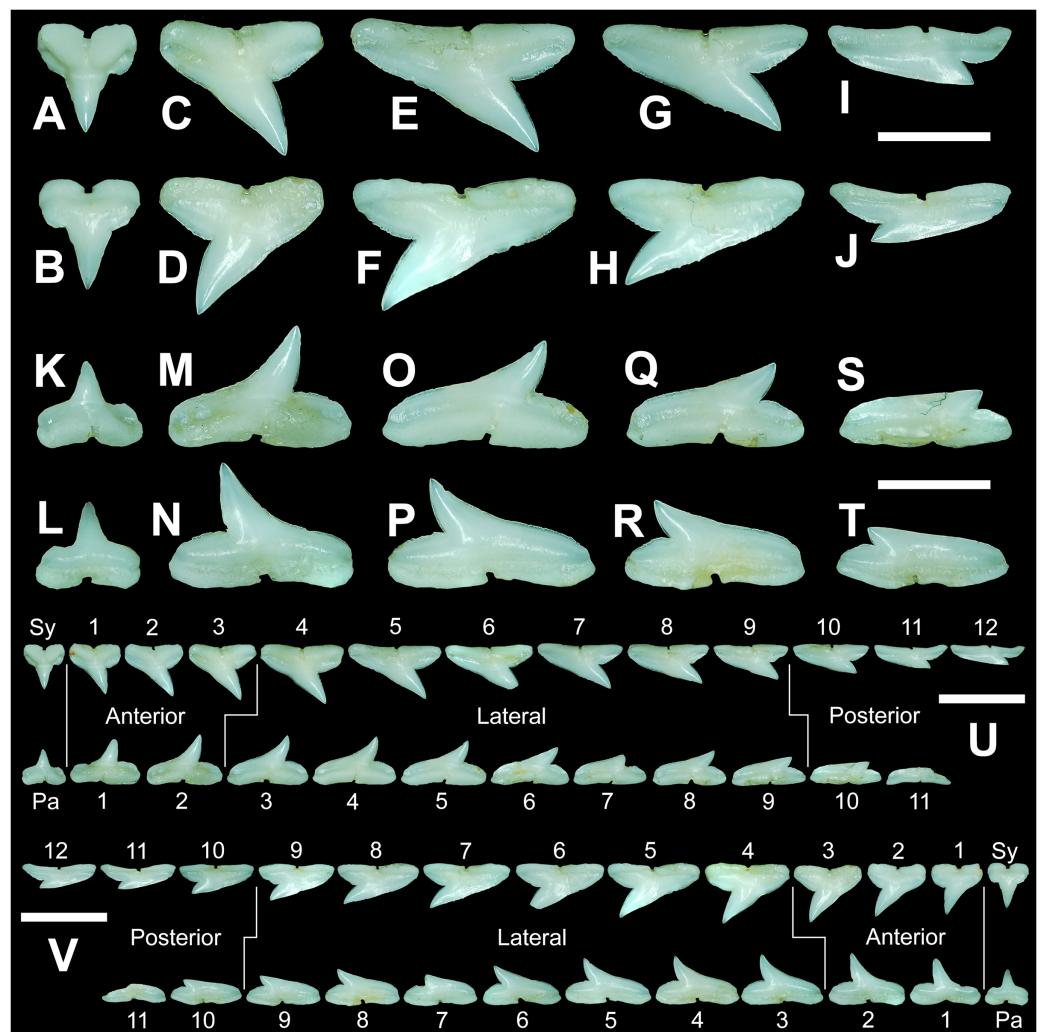 A C E G I
B D F H J
K M O Q S
L N P R T
Sy 1 2 3 4 5 6 7 8 9 10 11 12
Anterior Lateral Posterior
U
Pa 1 2 3 4 5 6 7 8 9 10 11
12 11 10 9 8 7 6 5 4 3 2 1 Sy
V
Posterior Lateral Anterior
11 10 9 8 7 6 5 4 3 2 1 Pa